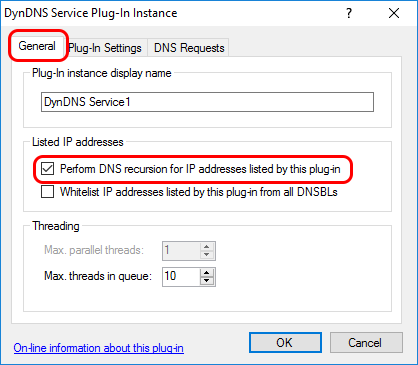 DynDNS Service Plug-In Instance
General Plug-In Settings DNS Requests
Plug-In instance display name
DynDNS Service1
Listed IP addresses
Perform DNS recursion for IP addresses listed by this plug-in
Whitelist IP addresses listed by this plug-in from all DNSBLs
Threading
Max. parallel threads: 1
Max. threads in queue: 10
OK Cancel
On-line information about this plug-in